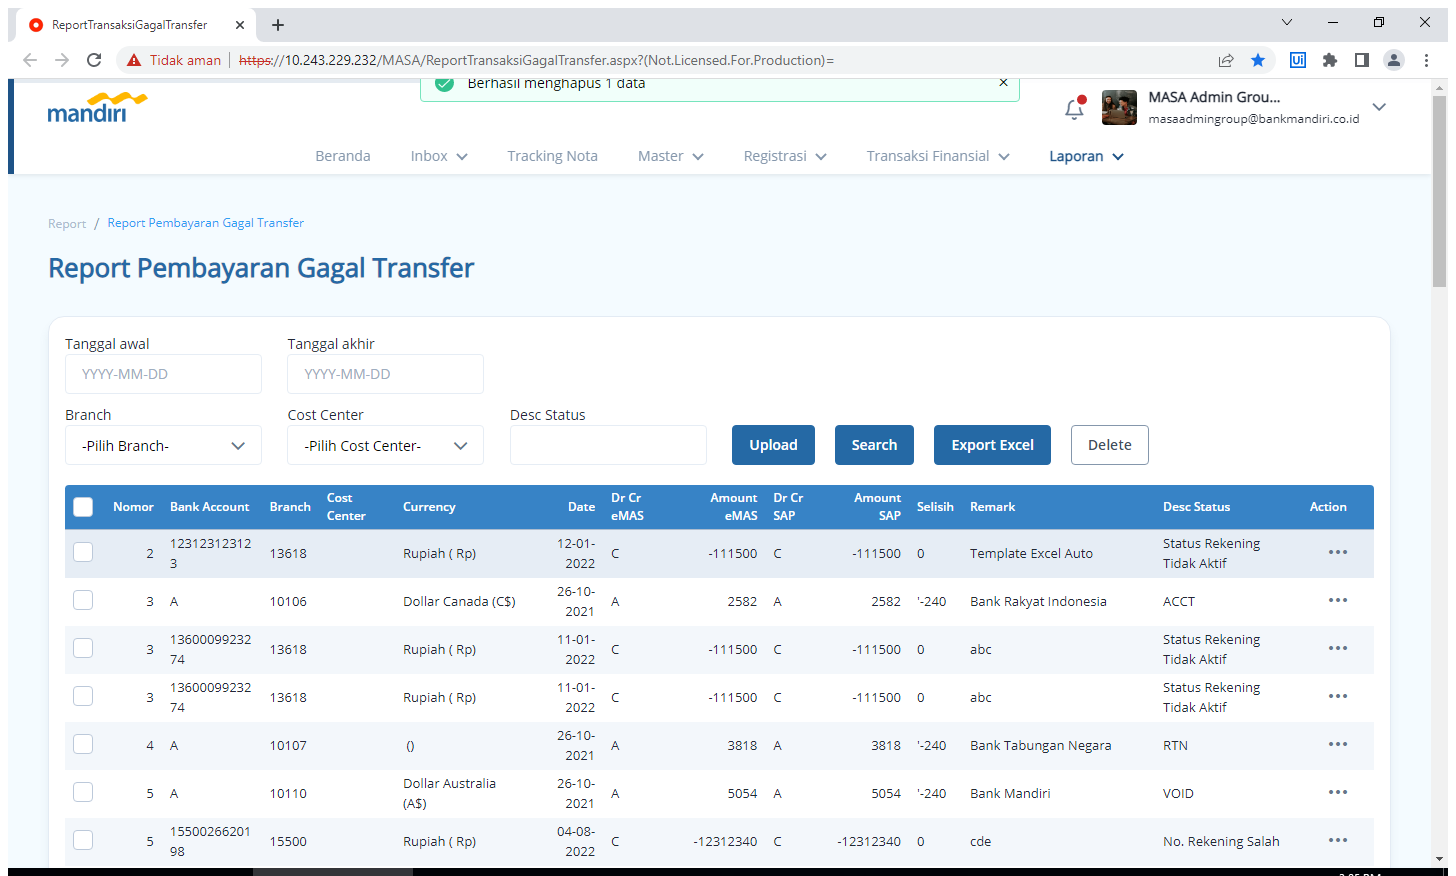 ReportTransaksiGagalTransfer
Tidak aman https://10.243.229.232/MASA/ReportTransaksiGagalTransfer.aspx?(Not.Licensed.For.Production)=
Berhasil menghapus 1 data
mandiri
MASA Admin Grou...
masaadmingroup@bankmandiri.co.id
Beranda Inbox Tracking Nota Master Registrasi Transaksi Finansial Laporan
Report / Report Pembayaran Gagal Transfer
Report Pembayaran Gagal Transfer
Tanggal awal Tanggal akhir
YYYY-MM-DD YYYY-MM-DD
Branch Cost Center Desc Status
-Pilih Branch- -Pilih Cost Center- Upload Search Export Excel Delete
Nomor Bank Account Branch Cost Center Currency Date Dr Cr eMAS Amount eMAS Dr Cr SAP Amount SAP Selisih Remark Desc Status Action
2 123123123123 13618 Rupiah ( Rp) 12-01-2022 C -111500 C -111500 0 Template Excel Auto Status Rekening Tidak Aktif
3 A 10106 Dollar Canada (C$) 26-10-2021 A 2582 A 2582 '-240 Bank Rakyat Indonesia ACCT
3 1360009923274 13618 Rupiah ( Rp) 11-01-2022 C -111500 C -111500 0 abc Status Rekening Tidak Aktif
3 1360009923274 13618 Rupiah ( Rp) 11-01-2022 C -111500 C -111500 0 abc Status Rekening Tidak Aktif
4 A 10107 () 26-10-2021 A 3818 A 3818 '-240 Bank Tabungan Negara RTN
5 A 10110 Dollar Australia (A$) 26-10-2021 A 5054 A 5054 '-240 Bank Mandiri VOID
5 1550026620198 15500 Rupiah ( Rp) 04-08-2022 C -12312340 C -12312340 0 cde No. Rekening Salah